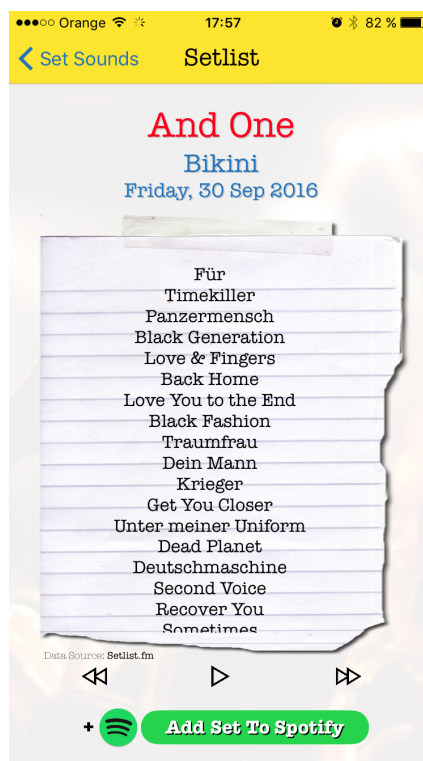 Orange 17:57 82 %
Set Sounds Setlist
And One
Bikini
Friday, 30 Sep 2016
Für
Timekiller
Panzermensch
Black Generation
Love & Fingers
Back Home
Love You to the End
Black Fashion
Traumfrau
Dein Mann
Krieger
Get You Closer
Unter meiner Uniform
Dead Planet
Deutschmaschine
Second Voice
Recover You
Sometimes
Data Source: Setlist.fm
+ Add Set To Spotify